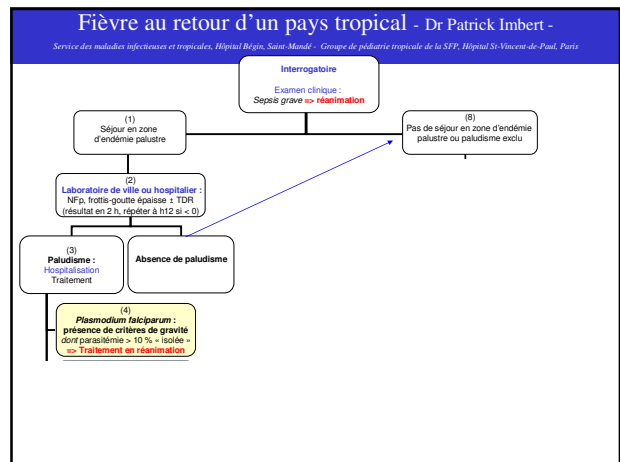 Fièvre au retour d'un pays tropical - Dr Patrick Imbert -
Service des maladies infectieuses et tropicales, Hôpital Bégin, Saint-Mandé - Groupe de pédiatrie tropicale de la SFP, Hôpital St-Vincent-de-Paul, Paris
Interrogatoire
Examen clinique :
Sepsis grave => réanimation
(1)
Séjour en zone
d'endémie palustre
(8)
Pas de séjour en zone d'endémie
palustre ou paludisme exclu
(2)
Laboratoire de ville ou hospitalier :
NFp, frottis-goutte épaisse ± TDR
(résultat en 2 h, répéter à h12 si < 0)
(3)
Paludisme :
Hospitalisation
Traitement
Absence de paludisme
(4)
Plasmodium falciparum :
présence de critères de gravité
dont parasitémie > 10 % « isolée »
=> Traitement en réanimation